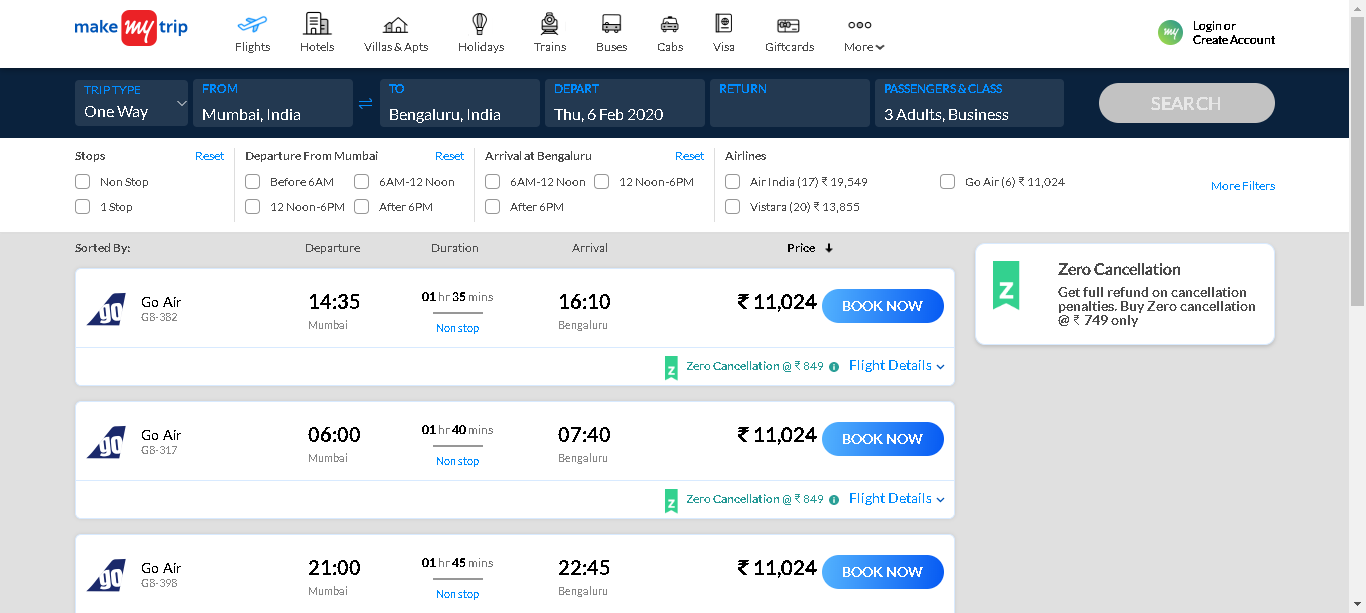 make my trip
Flights Hotels Villas & Apts Holidays Trains Buses Cabs Visa Giftcards More
my Login or
Create Account
TRIP TYPE FROM TO DEPART RETURN PASSENGERS & CLASS
One Way Mumbai, India ⇌ Bengaluru, India Thu, 6 Feb 2020 3 Adults, Business SEARCH
Stops Reset Departure From Mumbai Reset Arrival at Bengaluru Reset Airlines
Non Stop Before 6AM 6AM-12 Noon 6AM-12 Noon 12 Noon-6PM Air India (17) ₹ 19,549 Go Air (6) ₹ 11,024
More Filters
1 Stop 12 Noon-6PM After 6PM After 6PM Vistara (20) ₹ 13,855
Sorted By: Departure Duration Arrival Price ↓
go Go Air 14:35 01 hr 35 mins 16:10 ₹ 11,024 BOOK NOW
G8-382 Mumbai Non stop Bengaluru
Z Zero Cancellation @ ₹ 849 i Flight Details
go Go Air 06:00 01 hr 40 mins 07:40 ₹ 11,024 BOOK NOW
G8-317 Mumbai Non stop Bengaluru
Z Zero Cancellation @ ₹ 849 i Flight Details
go Go Air 21:00 01 hr 45 mins 22:45 ₹ 11,024 BOOK NOW
G8-398 Mumbai Non stop Bengaluru
Z Zero Cancellation
Get full refund on cancellation
penalties. Buy Zero cancellation
@ ₹ 749 only